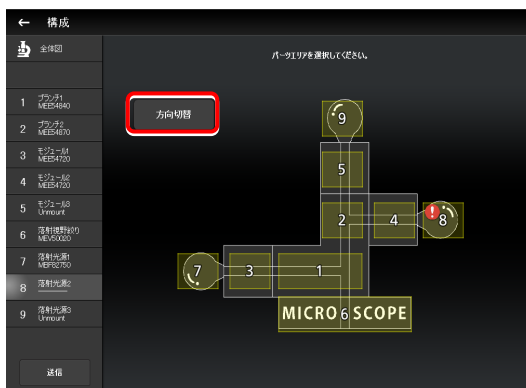 ← 構成
全体図
パーツエリアを選択してください。
1 ブランチ1
MEE54840
2 ブランチ2
MEE54870
3 モジュール1
MEE54720
4 モジュール2
MEE54720
5 モジュール3
Unmount
6 落射視野絞り
MEV50020
7 落射光源1
MBF82750
8 落射光源2
9 落射光源3
Unmount
送信
方向切替
9
5
2
4
8
7
3
1
MICRO 6 SCOPE